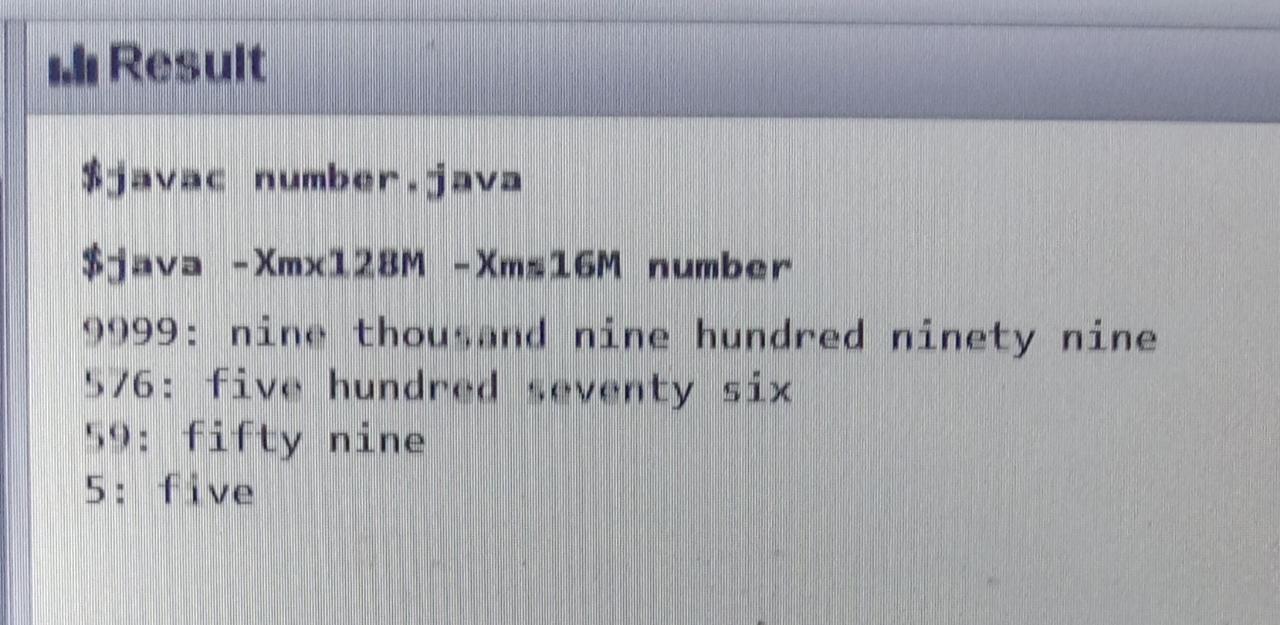 Result
$javac number.java
$java -Xmx128M -Xms16M number
9999: nine thousand nine hundred ninety nine
576: five hundred seventy six
59: fifty nine
5: five